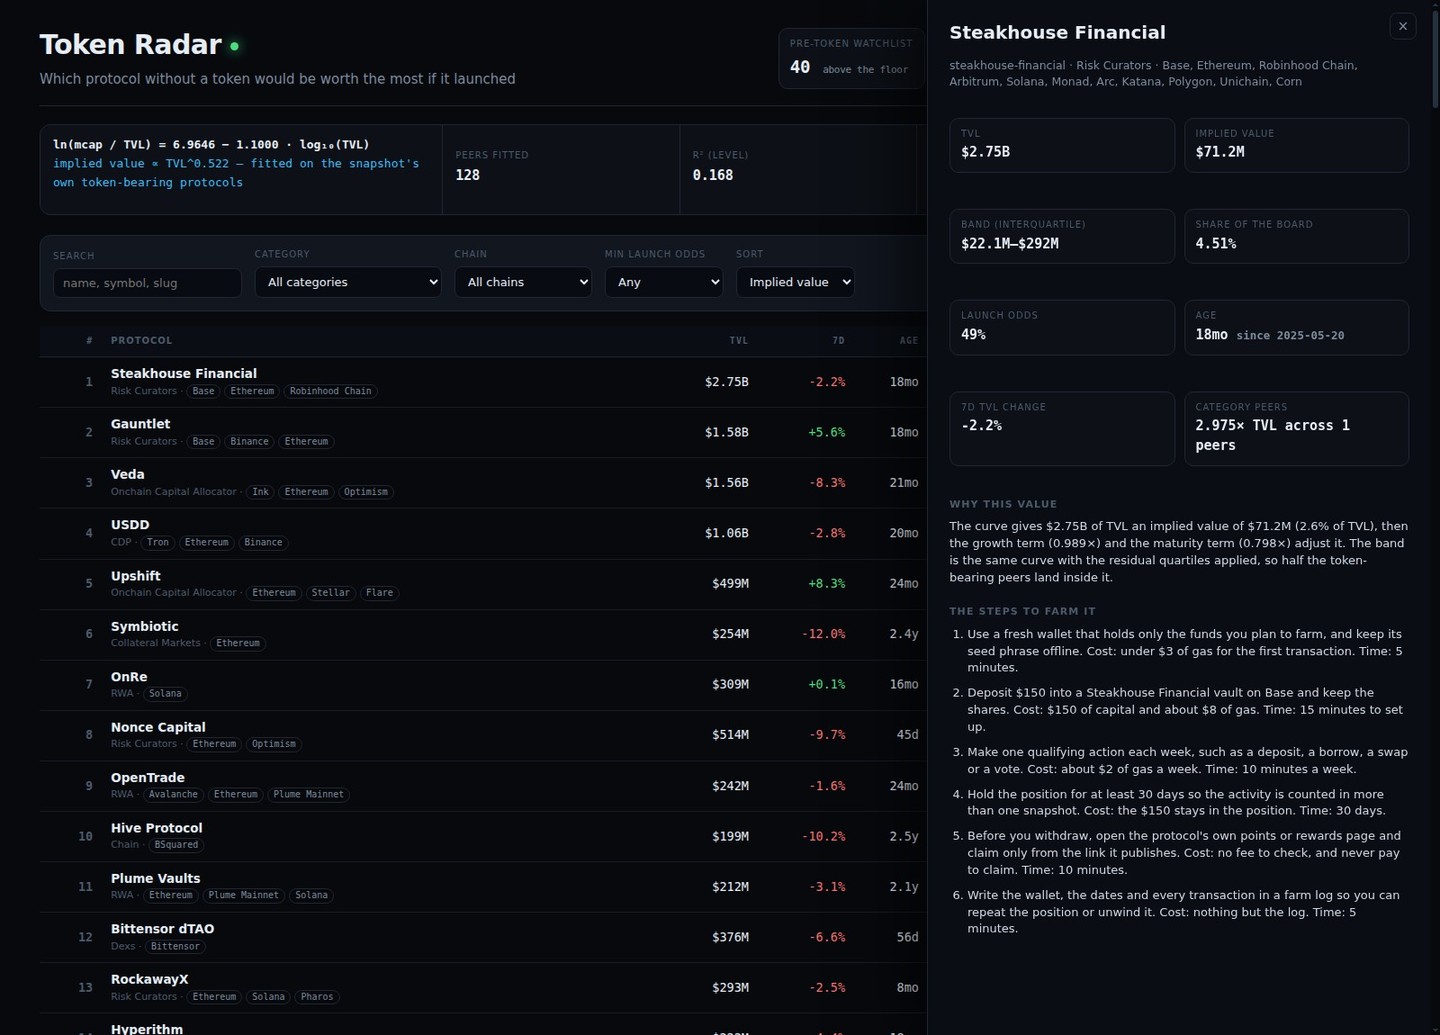 Token Radar
Which protocol without a token would be worth the most if it launched
PRE-TOKEN WATCHLIST
40 above the floor
ln(mcap / TVL) = 6.9646 − 1.1000 · log₁₀(TVL)
implied value ∝ TVL^0.522 — fitted on the snapshot's
own token-bearing protocols
PEERS FITTED
128
R² (LEVEL)
0.168
SEARCH
name, symbol, slug
CATEGORY
All categories
CHAIN
All chains
MIN LAUNCH ODDS
Any
SORT
Implied value
# PROTOCOL TVL 7D AGE
1 Steakhouse Financial $2.75B -2.2% 18mo
Risk Curators · Base Ethereum Robinhood Chain
2 Gauntlet $1.58B +5.6% 18mo
Risk Curators · Base Binance Ethereum
3 Veda $1.56B -8.3% 21mo
Onchain Capital Allocator · Ink Ethereum Optimism
4 USDD $1.06B -2.8% 20mo
CDP · Tron Ethereum Binance
5 Upshift $499M +8.3% 24mo
Onchain Capital Allocator · Ethereum Stellar Flare
6 Symbiotic $254M -12.0% 2.4y
Collateral Markets · Ethereum
7 OnRe $309M +0.1% 16mo
RWA · Solana
8 Nonce Capital $514M -9.7% 45d
Risk Curators · Ethereum Optimism
9 OpenTrade $242M -1.6% 24mo
RWA · Avalanche Ethereum Plume Mainnet
10 Hive Protocol $199M -10.2% 2.5y
Chain · BSquared
11 Plume Vaults $212M -3.1% 2.1y
RWA · Ethereum Plume Mainnet Solana
12 Bittensor dTAO $376M -6.6% 56d
Dexs · Bittensor
13 RockawayX $293M -2.5% 8mo
Risk Curators · Ethereum Solana Pharos
Hyperithm
Steakhouse Financial
×
steakhouse-financial · Risk Curators · Base, Ethereum, Robinhood Chain,
Arbitrum, Solana, Monad, Arc, Katana, Polygon, Unichain, Corn
TVL
$2.75B
IMPLIED VALUE
$71.2M
BAND (INTERQUARTILE)
$22.1M–$292M
SHARE OF THE BOARD
4.51%
LAUNCH ODDS
49%
AGE
18mo since 2025-05-20
7D TVL CHANGE
-2.2%
CATEGORY PEERS
2.975× TVL across 1
peers
WHY THIS VALUE
The curve gives $2.75B of TVL an implied value of $71.2M (2.6% of TVL), then
the growth term (0.989×) and the maturity term (0.798×) adjust it. The band
is the same curve with the residual quartiles applied, so half the token-
bearing peers land inside it.
THE STEPS TO FARM IT
1. Use a fresh wallet that holds only the funds you plan to farm, and keep its
seed phrase offline. Cost: under $3 of gas for the first transaction. Time: 5
minutes.
2. Deposit $150 into a Steakhouse Financial vault on Base and keep the
shares. Cost: $150 of capital and about $8 of gas. Time: 15 minutes to set
up.
3. Make one qualifying action each week, such as a deposit, a borrow, a swap
or a vote. Cost: about $2 of gas a week. Time: 10 minutes a week.
4. Hold the position for at least 30 days so the activity is counted in more
than one snapshot. Cost: the $150 stays in the position. Time: 30 days.
5. Before you withdraw, open the protocol's own points or rewards page and
claim only from the link it publishes. Cost: no fee to check, and never pay
to claim. Time: 10 minutes.
6. Write the wallet, the dates and every transaction in a farm log so you can
repeat the position or unwind it. Cost: nothing but the log. Time: 5
minutes.